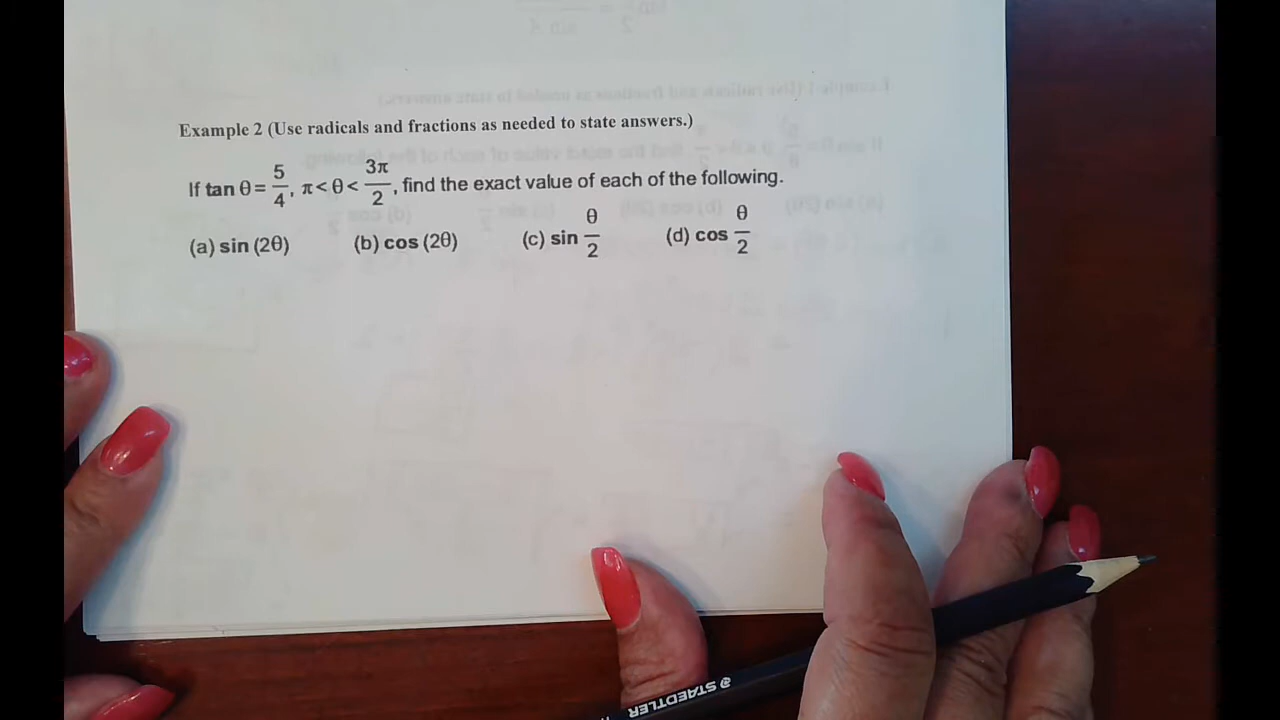 Example 2 (Use radicals and fractions as needed to state answers.)
If tan θ = 5/4, π < θ < 3π/2, find the exact value of each of the following.
(a) sin (2θ) (b) cos (2θ) (c) sin θ/2 (d) cos θ/2
STAEDTLER